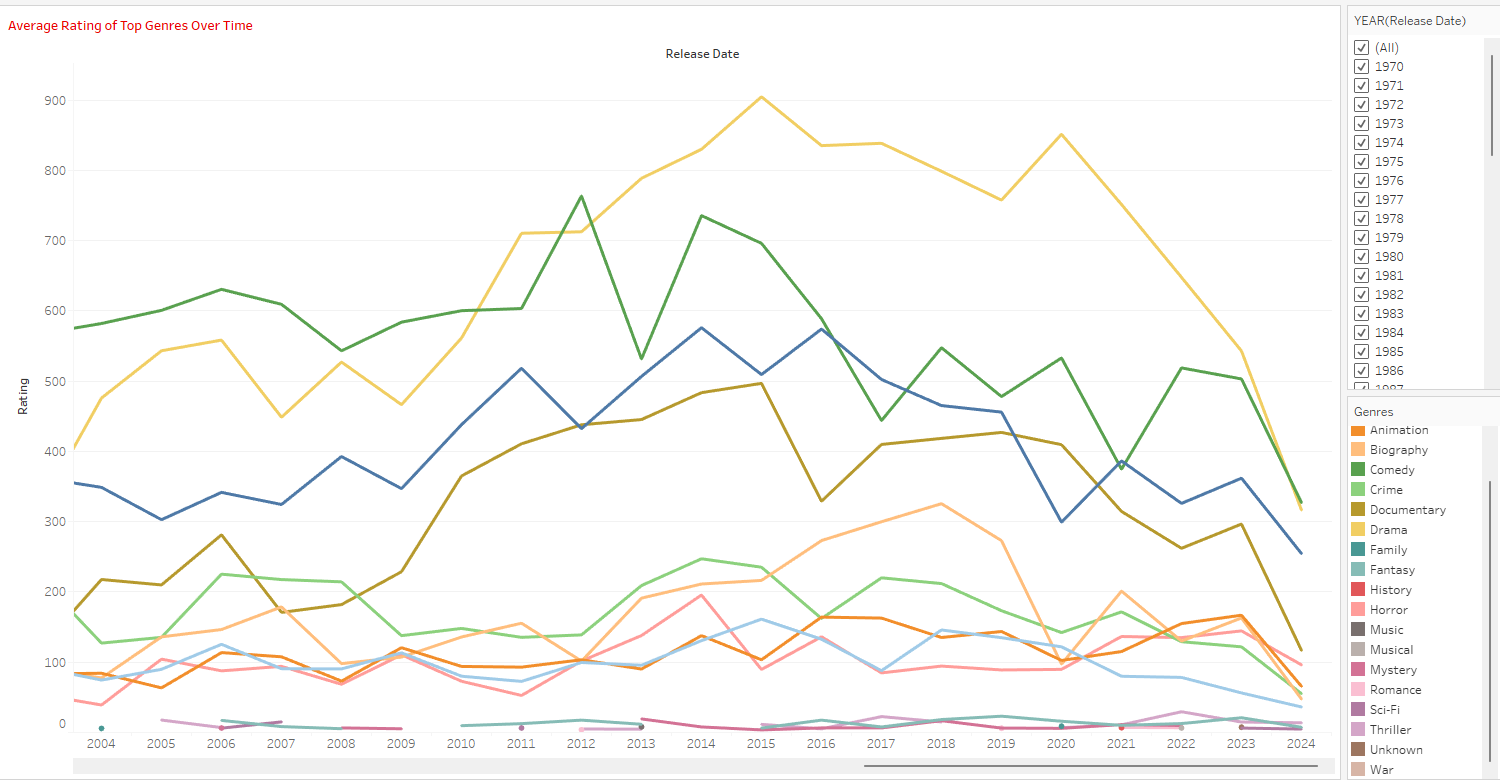 Average Rating of Top Genres Over Time
Release Date
Rating
900
800
700
600
500
400
300
200
100
0
2004 2005 2006 2007 2008 2009 2010 2011 2012 2013 2014 2015 2016 2017 2018 2019 2020 2021 2022 2023 2024
YEAR(Release Date)
(All)
1970
1971
1972
1973
1974
1975
1976
1977
1978
1979
1980
1981
1982
1983
1984
1985
1986
1987
Genres
Animation
Biography
Comedy
Crime
Documentary
Drama
Family
Fantasy
History
Horror
Music
Musical
Mystery
Romance
Sci-Fi
Thriller
Unknown
War